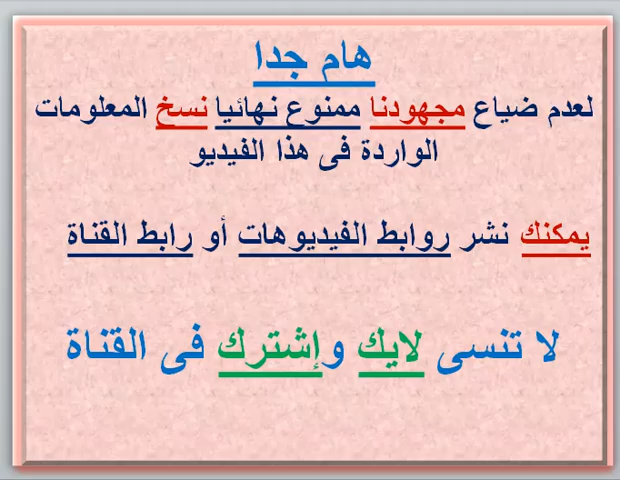 هام جدا
لعدم ضياع مجهودنا ممنوع نهائيا نسخ المعلومات
الواردة فى هذا الفيديو
يمكنك نشر روابط الفيديوهات أو رابط القناة
لا تنسى لايك وإشترك فى القناة